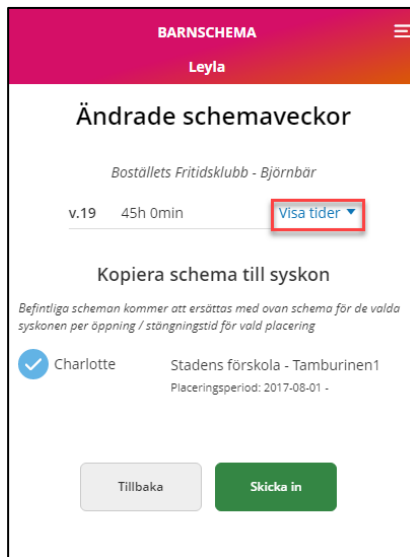 BARNSCHEMA
Leyla
Ändrade schemaveckor
Boställets Fritidsklubb - Björnbär
v.19 45h 0min Visa tider
Kopiera schema till syskon
Befintliga scheman kommer att ersättas med ovan schema för de valda
syskonen per öppning / stängningstid för vald placering
Charlotte Stadens förskola - Tamburinen1
Placeringsperiod: 2017-08-01 -
Tillbaka Skicka in